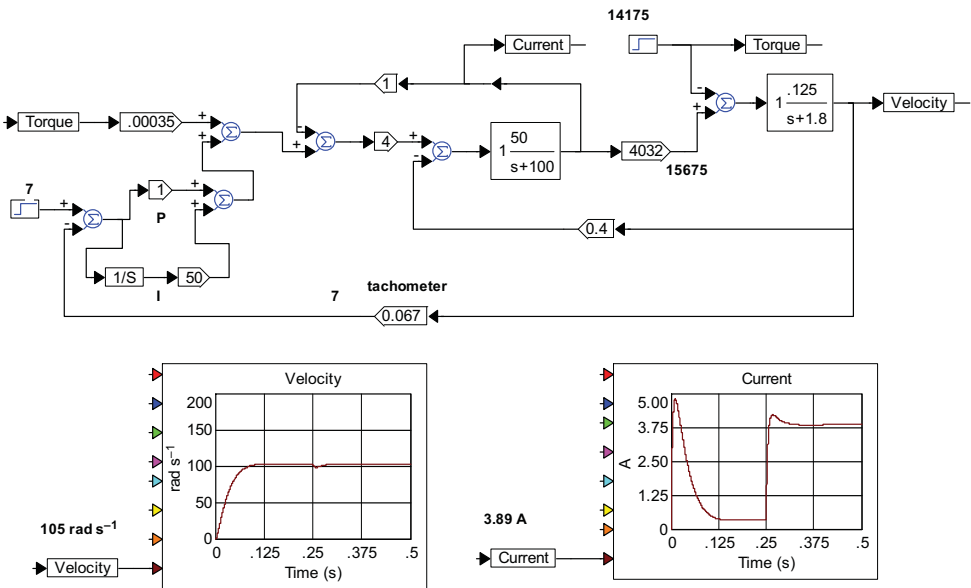 14175
Current
Torque
1
.125
1
s+1.8
Velocity
Torque
.00035
+
+
Σ
-
+
Σ
4
+
-
Σ
50
1
s+100
4032
15675
-
+
Σ
7
+
-
Σ
1
P
+
+
Σ
0.4
1/S
50
I
7
tachometer
0.067
Velocity
200
150
100
50
0
rad s⁻¹
0 .125 .25 .375 .5
Time (s)
105 rad s⁻¹
Velocity
Current
5.00
3.75
2.50
1.25
0
A
0 .125 .25 .375 .5
Time (s)
3.89 A
Current